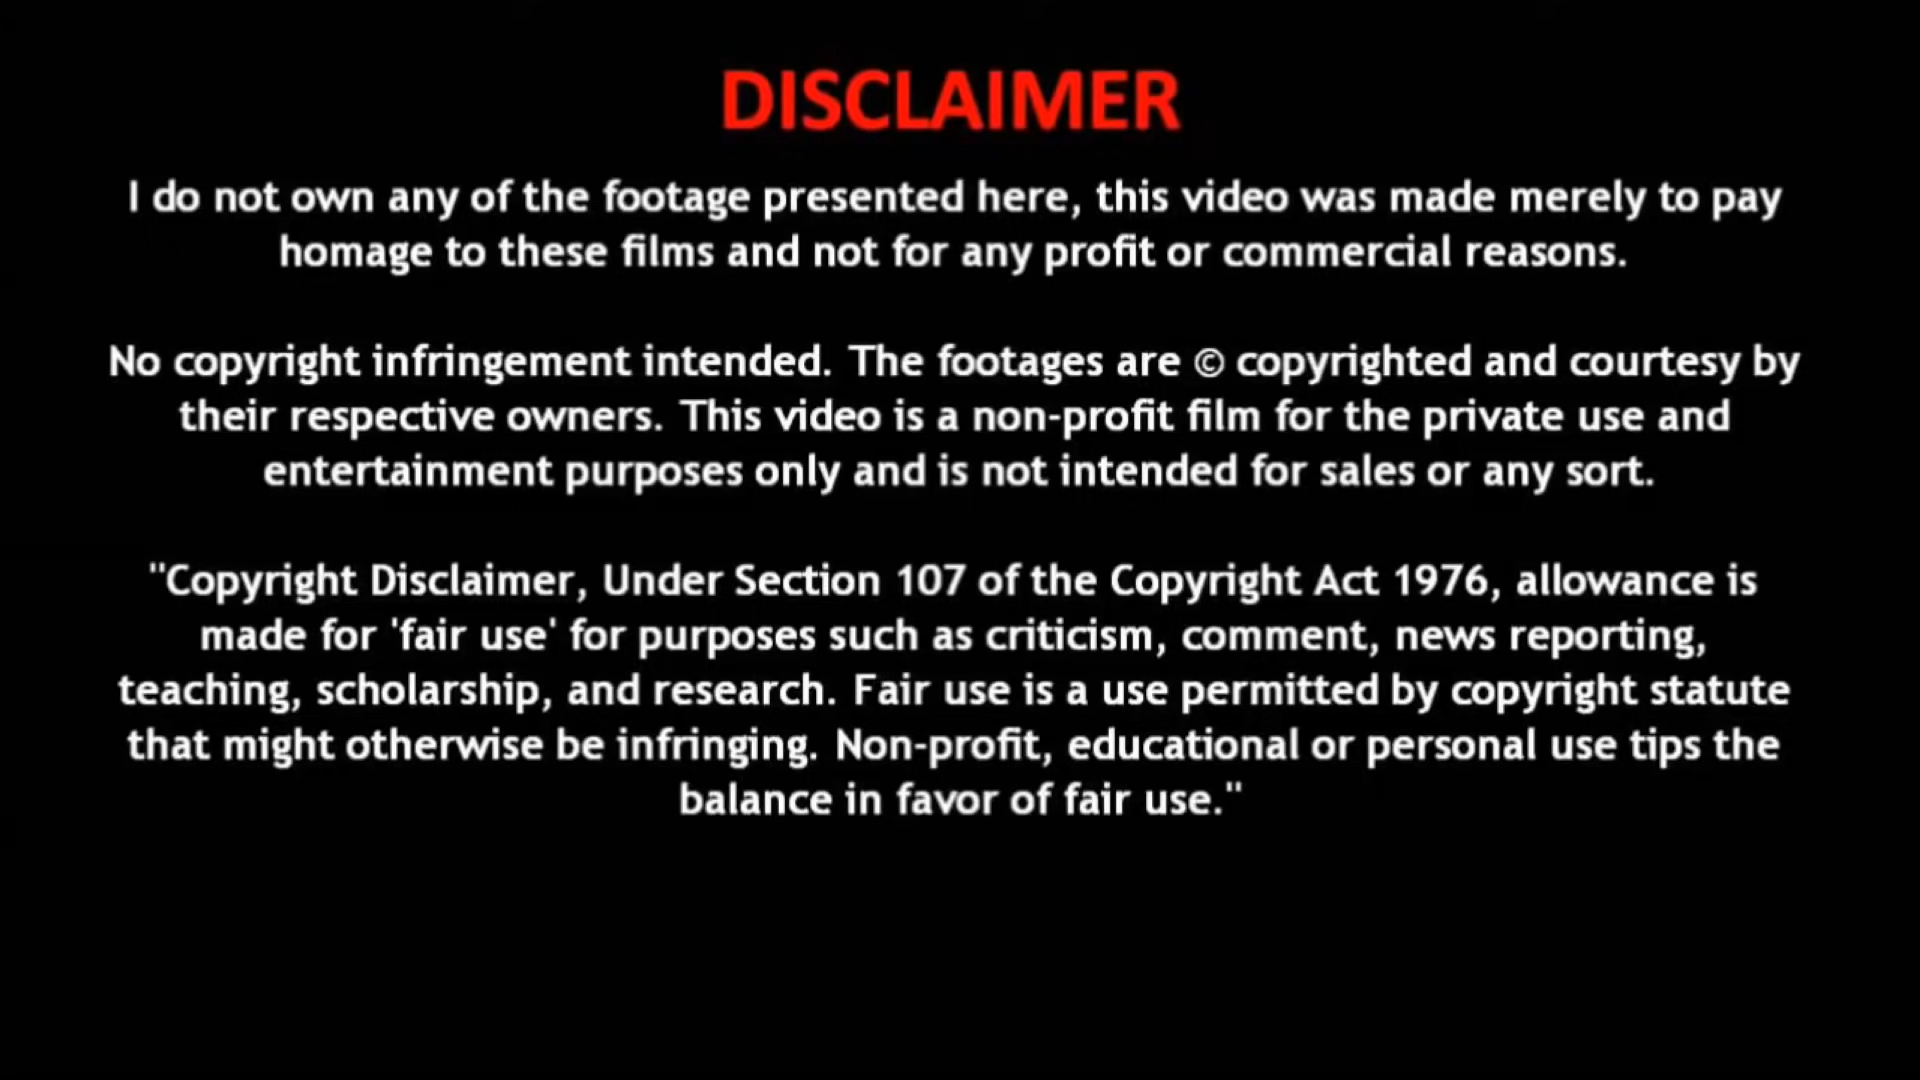 DISCLAIMER
I do not own any of the footage presented here, this video was made merely to pay
homage to these films and not for any profit or commercial reasons.
No copyright infringement intended. The footages are © copyrighted and courtesy by
their respective owners. This video is a non-profit film for the private use and
entertainment purposes only and is not intended for sales or any sort.
"Copyright Disclaimer, Under Section 107 of the Copyright Act 1976, allowance is
made for 'fair use' for purposes such as criticism, comment, news reporting,
teaching, scholarship, and research. Fair use is a use permitted by copyright statute
that might otherwise be infringing. Non-profit, educational or personal use tips the
balance in favor of fair use."